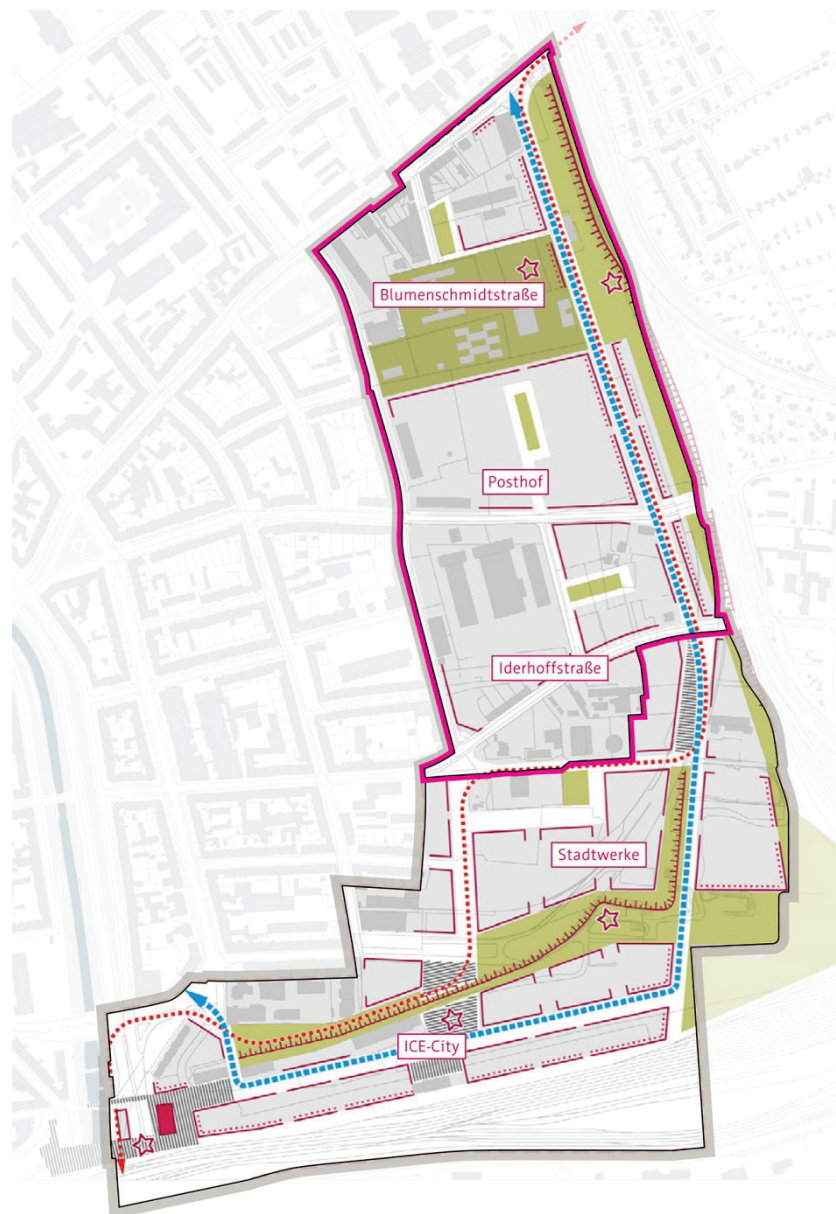 Blumenschmidtstraße
Posthof
Iderhoffstraße
Stadtwerke
ICE-City